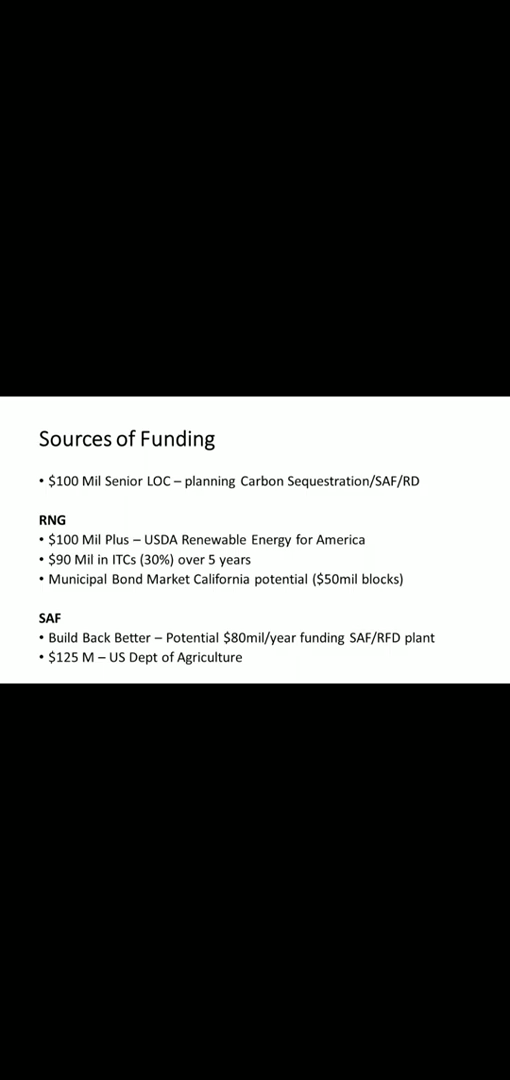 Sources of Funding
• $100 Mil Senior LOC – planning Carbon Sequestration/SAF/RD
RNG
• $100 Mil Plus – USDA Renewable Energy for America
• $90 Mil in ITCs (30%) over 5 years
• Municipal Bond Market California potential ($50mil blocks)
SAF
• Build Back Better – Potential $80mil/year funding SAF/RFD plant
• $125 M – US Dept of Agriculture